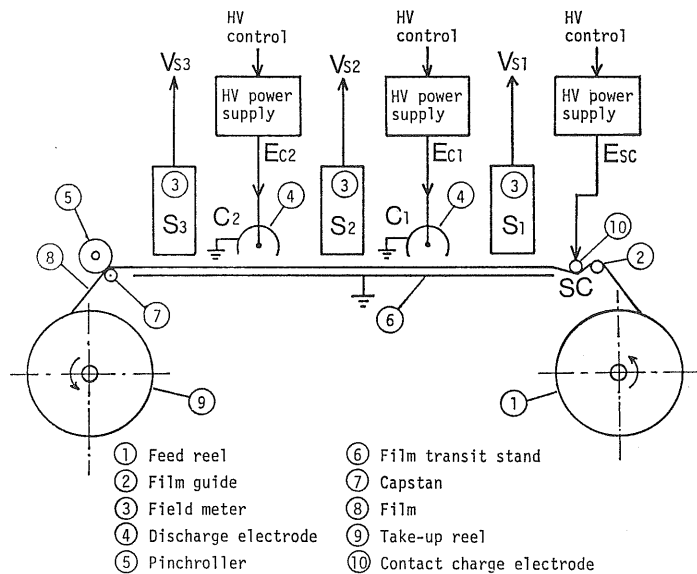 HV control
HV control
HV control
VS3
HV power supply
VS2
HV power supply
VS1
HV power supply
EC2
EC1
ESC
3
S3
C2
4
3
S2
C1
4
3
S1
5
10
2
8
7
6
SC
9
1
1 Feed reel
2 Film guide
3 Field meter
4 Discharge electrode
5 Pinchroller
6 Film transit stand
7 Capstan
8 Film
9 Take-up reel
10 Contact charge electrode